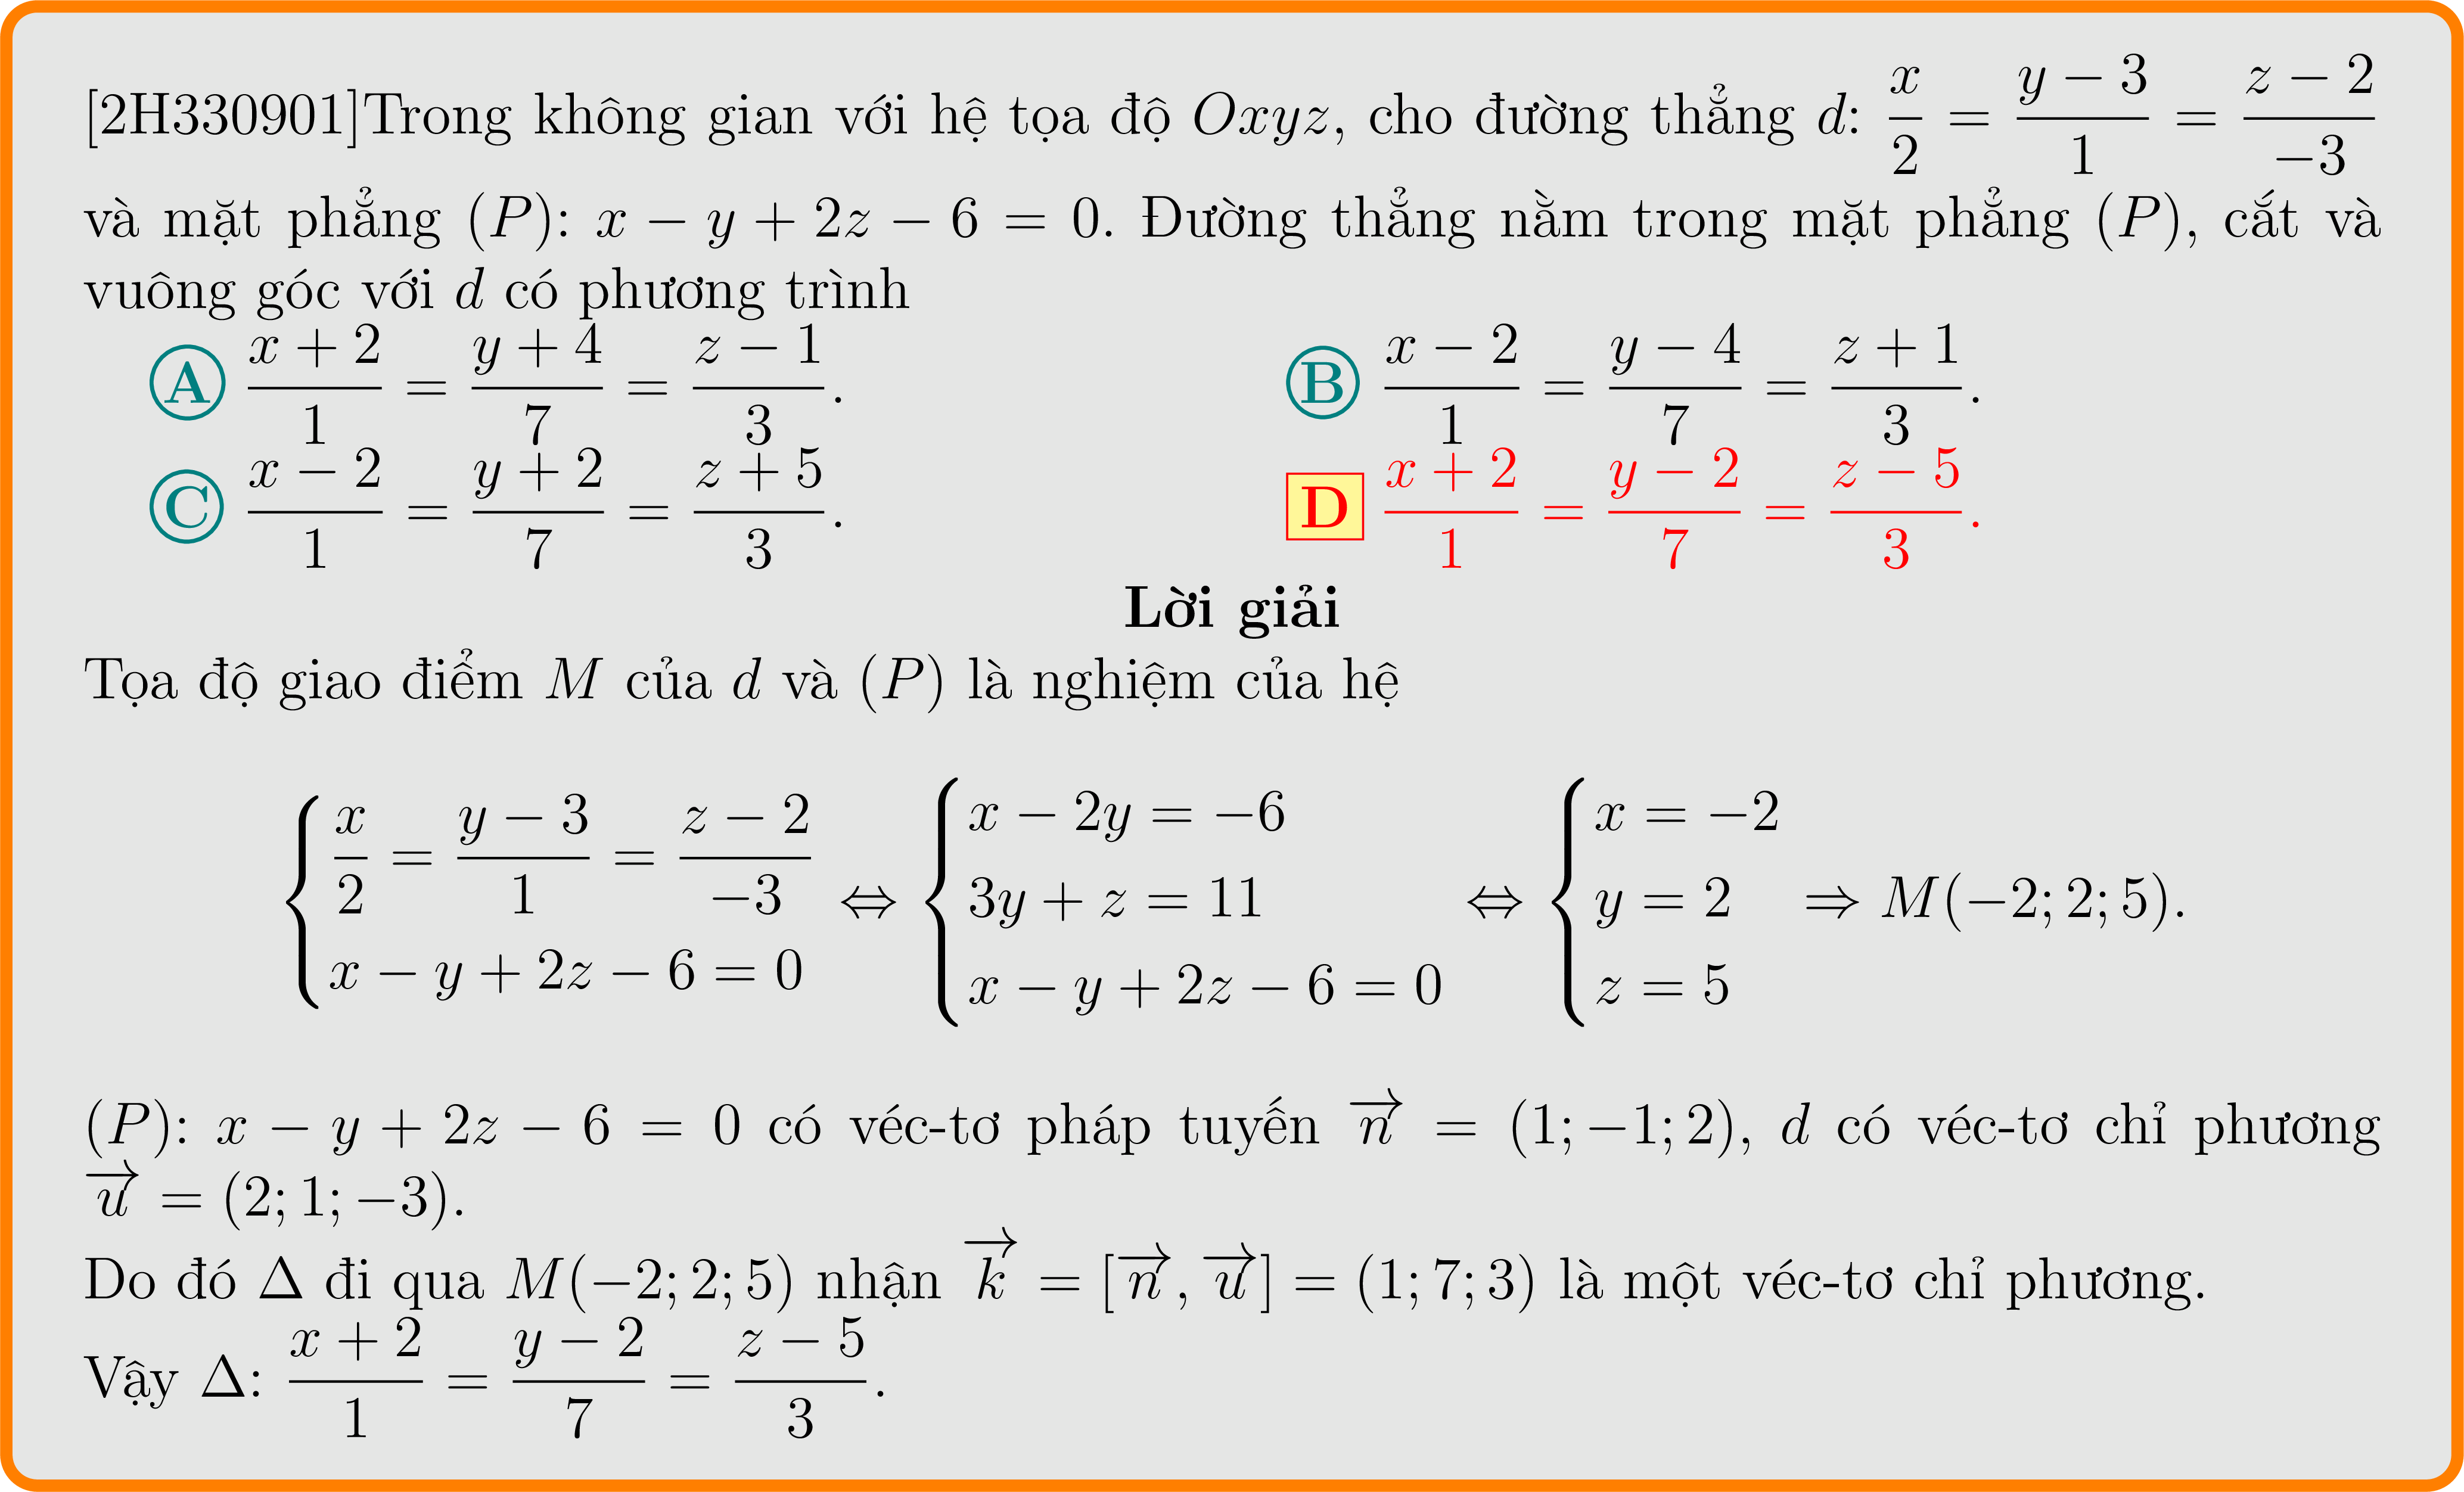 [2H330901]Trong không gian với hệ tọa độ Oxyz, cho đường thẳng d: \frac{x}{2} = \frac{y − 3}{1} = \frac{z − 2}{−3}
và mặt phẳng (P): x − y + 2z − 6 = 0. Đường thẳng nằm trong mặt phẳng (P), cắt và
vuông góc với d có phương trình
A \frac{x + 2}{1} = \frac{y + 4}{7} = \frac{z − 1}{3}. B \frac{x − 2}{1} = \frac{y − 4}{7} = \frac{z + 1}{3}.
C \frac{x − 2}{1} = \frac{y + 2}{7} = \frac{z + 5}{3}. D \frac{x + 2}{1} = \frac{y − 2}{7} = \frac{z − 5}{3}.
Lời giải
Tọa độ giao điểm M của d và (P) là nghiệm của hệ
\begin{cases} \frac{x}{2} = \frac{y − 3}{1} = \frac{z − 2}{−3} \\ x − y + 2z − 6 = 0 \end{cases} ⇔ \begin{cases} x − 2y = −6 \\ 3y + z = 11 \\ x − y + 2z − 6 = 0 \end{cases} ⇔ \begin{cases} x = −2 \\ y = 2 \\ z = 5 \end{cases} ⇒ M(−2; 2; 5).
(P): x − y + 2z − 6 = 0 có véc-tơ pháp tuyến \overrightarrow{n} = (1; −1; 2), d có véc-tơ chỉ phương
\overrightarrow{u} = (2; 1; −3).
Do đó Δ đi qua M(−2; 2; 5) nhận \overrightarrow{k} = [\overrightarrow{n}, \overrightarrow{u}] = (1; 7; 3) là một véc-tơ chỉ phương.
Vậy Δ: \frac{x + 2}{1} = \frac{y − 2}{7} = \frac{z − 5}{3}.